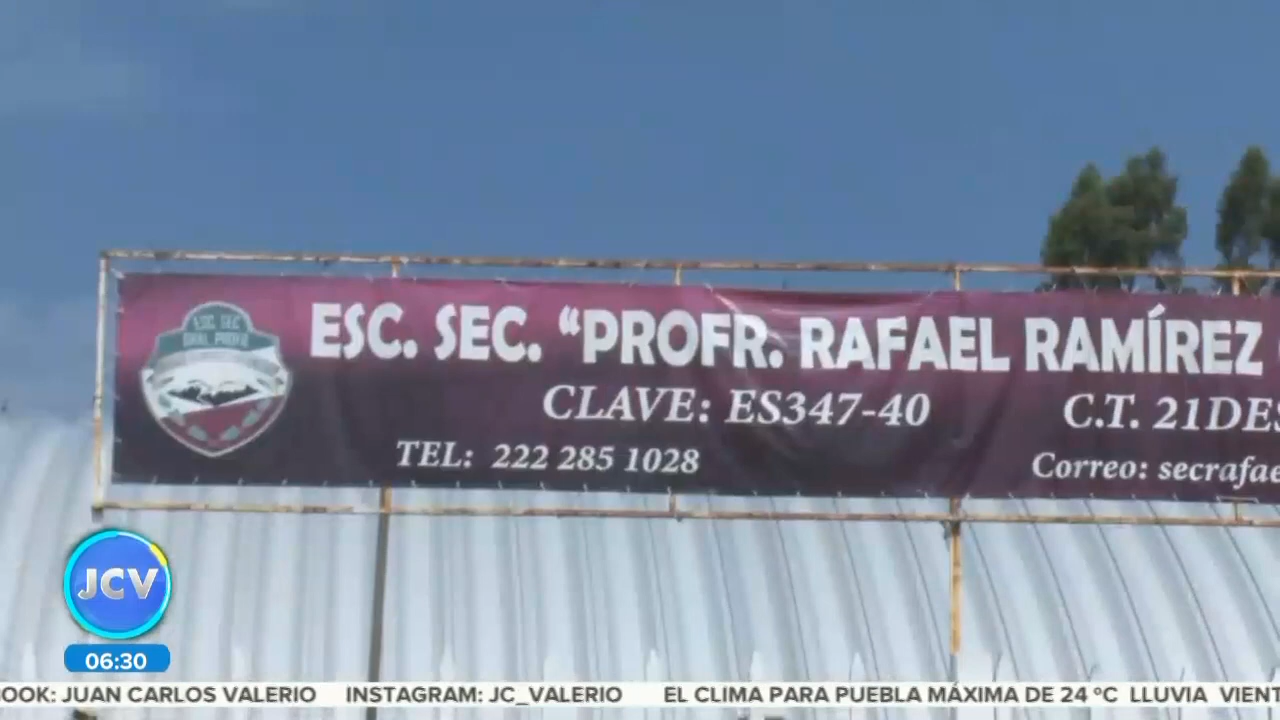 ESC. SEC. “PROFR. RAFAEL RAMÍREZ
CLAVE: ES347-40
C.T. 21DES
TEL: 222 285 1028
Correo: secrafae
JCV
06:30
OOK: JUAN CARLOS VALERIO INSTAGRAM: JC_VALERIO EL CLIMA PARA PUEBLA MÁXIMA DE 24 ºC LLUVIA VIENT